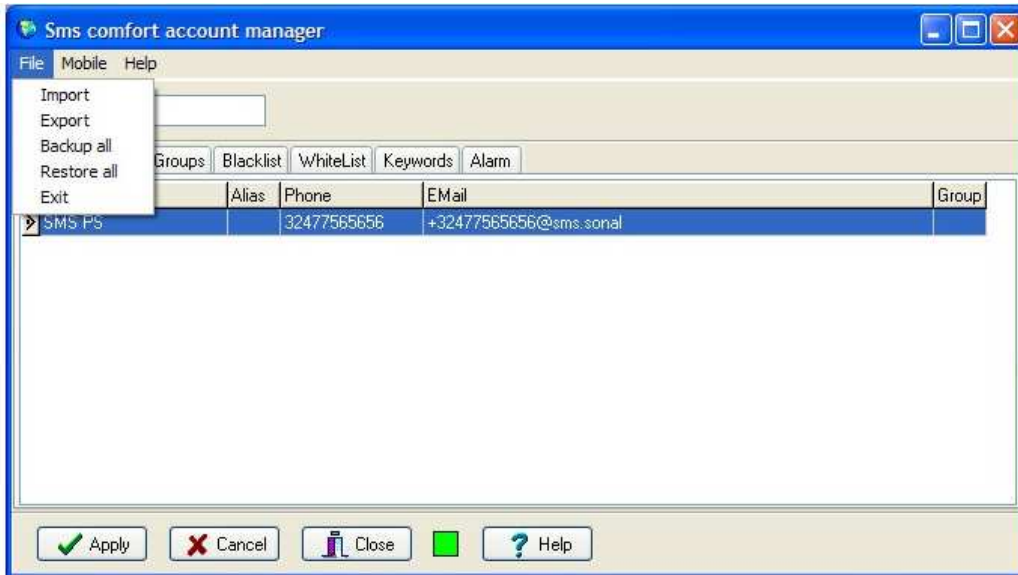 Sms comfort account manager
File Mobile Help
Import
Export
Backup all
Restore all
Exit
Groups Blacklist WhiteList Keywords Alarm
Alias Phone EMail Group
SMS PS 32477565656 +32477565656@sms.sonal
Apply Cancel Close Help